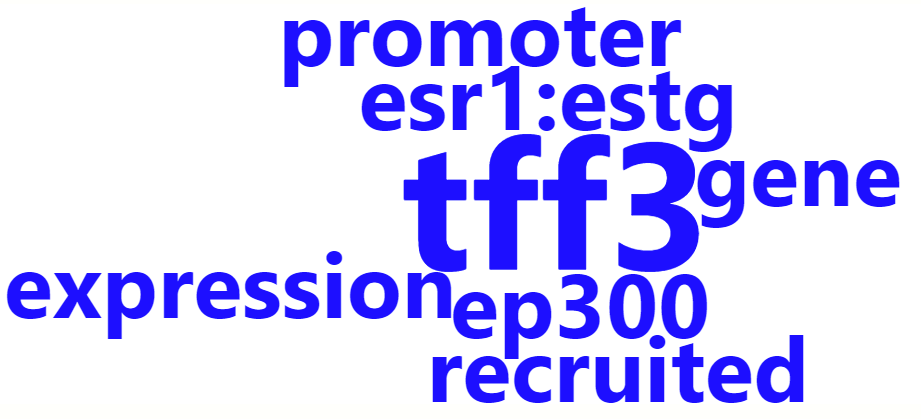 promoter
esr1:estg
tff3
gene
expression
ep300
recruited